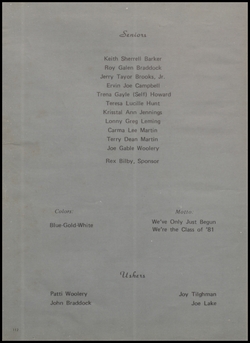 Seniors
Keith Sherrell Barker
Roy Galen Braddock
Jerry Taylor Brooks, Jr.
Ernst Joe Campbell
Trena Gayle (Self) Howard
Teresa Lucille Hunt
Kristal Ann Jennings
Lonny Greg Leming
Carma Lee Martin
Terry Dean Martin
Joe Gable Woolery
Rex Bilby, Sponsor
Colors:
Blue-Gold-White
Motto:
We've Only Just Begun
We're the Class of '81
Ushers
Patti Woolery
John Braddock
Joy Tilghman
Joe Lake